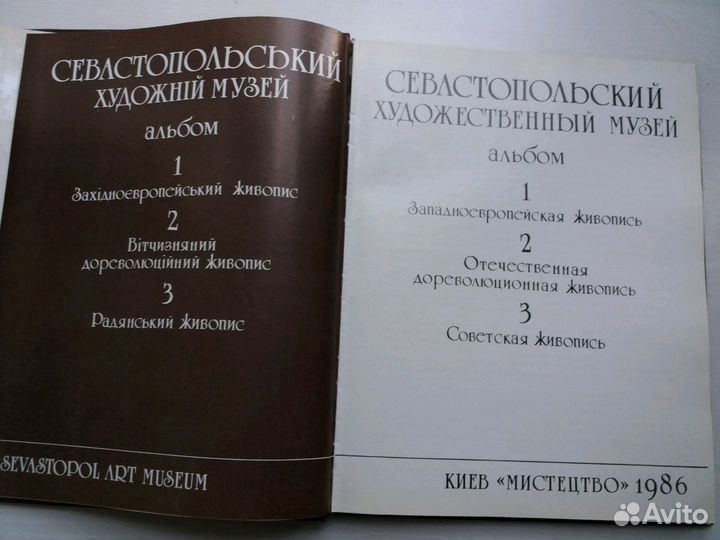 СЕВАСТОПОЛЬСЬКИЙ
ХУДОЖНІЙ МУЗЕЙ
альбом
1
Західноєвропейський живопис
2
Вітчизняний
дореволюційний живопис
3
Радянський живопис
SEVASTOPOL ART MUSEUM
СЕВАСТОПОЛЬСКИЙ
ХУДОЖЕСТВЕННЫЙ МУЗЕЙ
альбом
1
Западноевропейская живопись
2
Отечественная
дореволюционная живопись
3
Советская живопись
КИЕВ «МИСТЕЦТВО» 1986
Avito